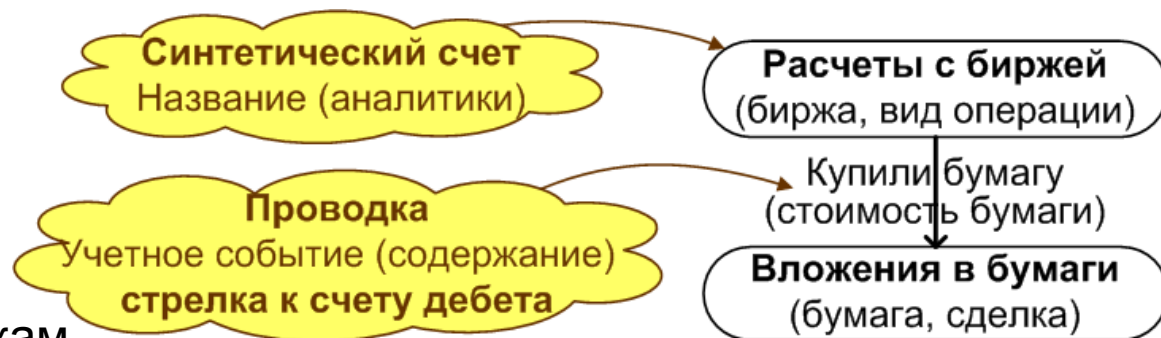 Синтетический счет
Название (аналитики)
Расчеты с биржей
(биржа, вид операции)
Купили бумагу
(стоимость бумаги)
Проводка
Учетное событие (содержание)
стрелка к счету дебета
Вложения в бумаги
(бумага, сделка)